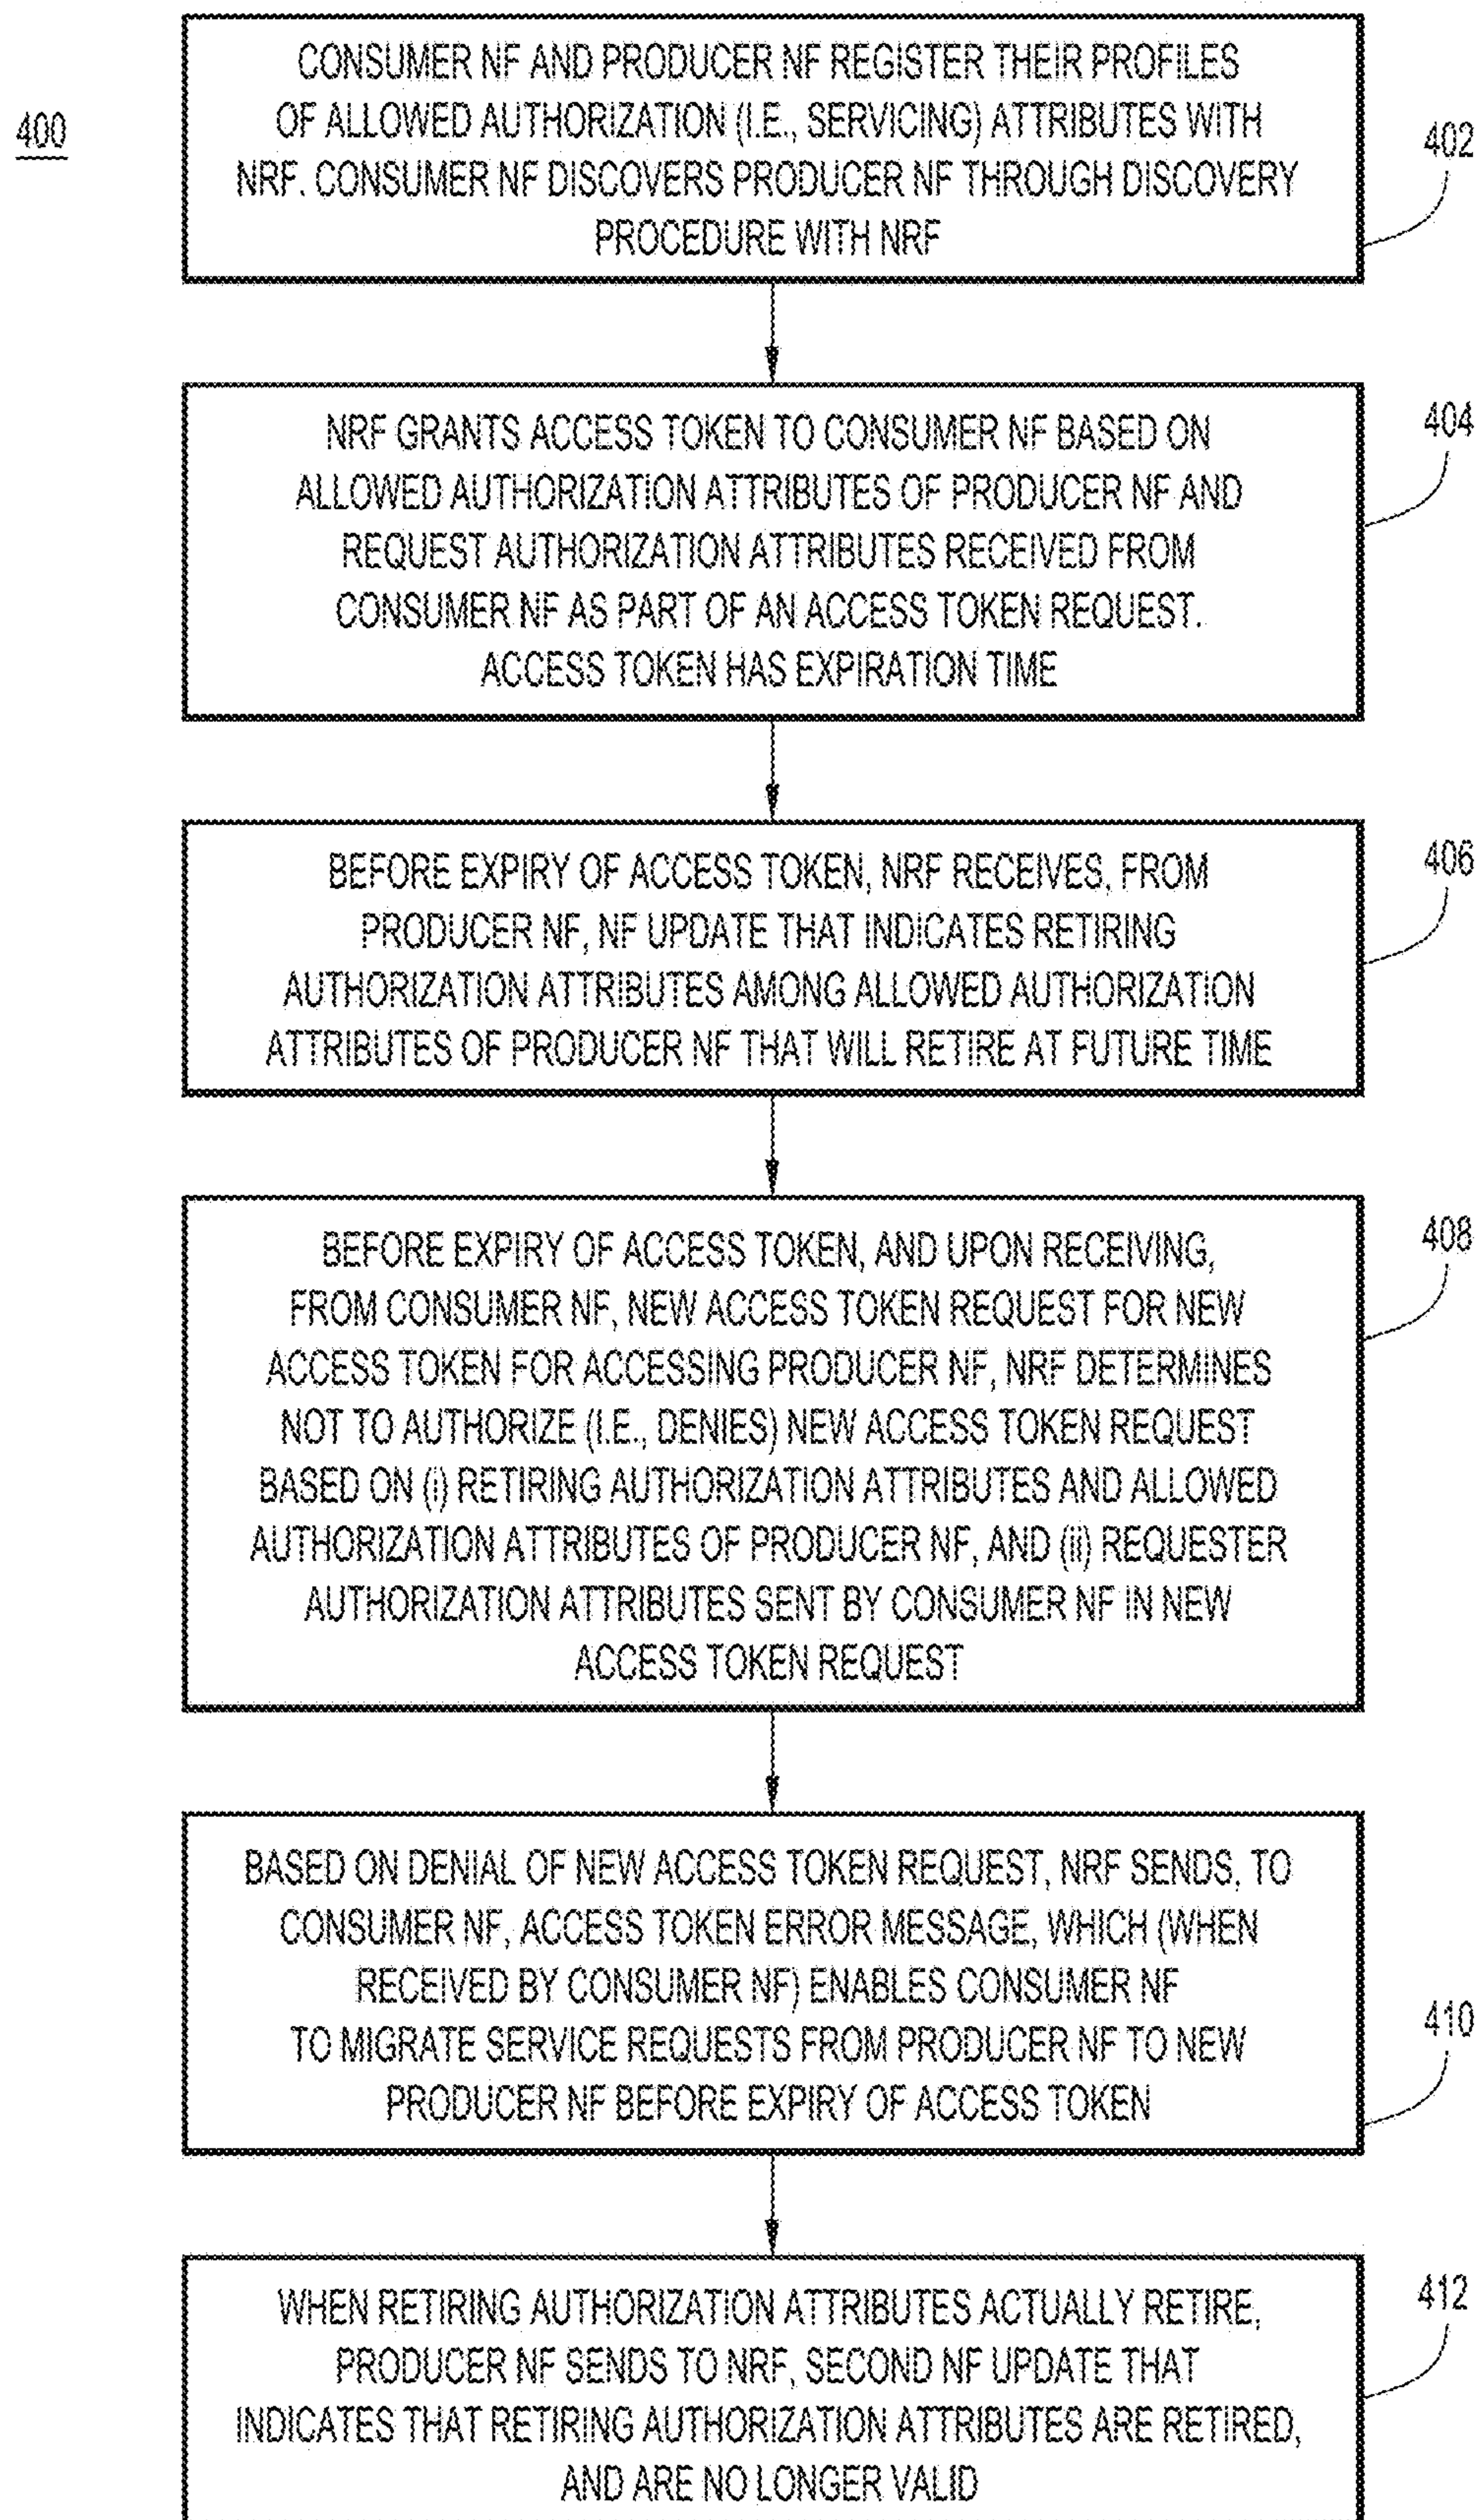 400
CONSUMER NF AND PRODUCER NF REGISTER THEIR PROFILES
OF ALLOWED AUTHORIZATION (I.E., SERVICING) ATTRIBUTES WITH
NRF. CONSUMER NF DISCOVERS PRODUCER NF THROUGH DISCOVERY
PROCEDURE WITH NRF
402
NRF GRANTS ACCESS TOKEN TO CONSUMER NF BASED ON
ALLOWED AUTHORIZATION ATTRIBUTES OF PRODUCER NF AND
REQUEST AUTHORIZATION ATTRIBUTES RECEIVED FROM
CONSUMER NF AS PART OF AN ACCESS TOKEN REQUEST.
ACCESS TOKEN HAS EXPIRATION TIME
404
BEFORE EXPIRY OF ACCESS TOKEN, NRF RECEIVES, FROM
PRODUCER NF, NF UPDATE THAT INDICATES RETIRING
AUTHORIZATION ATTRIBUTES AMONG ALLOWED AUTHORIZATION
ATTRIBUTES OF PRODUCER NF THAT WILL RETIRE AT FUTURE TIME
406
BEFORE EXPIRY OF ACCESS TOKEN, AND UPON RECEIVING,
FROM CONSUMER NF, NEW ACCESS TOKEN REQUEST FOR NEW
ACCESS TOKEN FOR ACCESSING PRODUCER NF, NRF DETERMINES
NOT TO AUTHORIZE (I.E., DENIES) NEW ACCESS TOKEN REQUEST
BASED ON (i) RETIRING AUTHORIZATION ATTRIBUTES AND ALLOWED
AUTHORIZATION ATTRIBUTES OF PRODUCER NF, AND (ii) REQUESTER
AUTHORIZATION ATTRIBUTES SENT BY CONSUMER NF IN NEW
ACCESS TOKEN REQUEST
408
BASED ON DENIAL OF NEW ACCESS TOKEN REQUEST, NRF SENDS, TO
CONSUMER NF, ACCESS TOKEN ERROR MESSAGE, WHICH (WHEN
RECEIVED BY CONSUMER NF) ENABLES CONSUMER NF
TO MIGRATE SERVICE REQUESTS FROM PRODUCER NF TO NEW
PRODUCER NF BEFORE EXPIRY OF ACCESS TOKEN
410
WHEN RETIRING AUTHORIZATION ATTRIBUTES ACTUALLY RETIRE,
PRODUCER NF SENDS TO NRF, SECOND NF UPDATE THAT
INDICATES THAT RETIRING AUTHORIZATION ATTRIBUTES ARE RETIRED,
AND ARE NO LONGER VALID
412